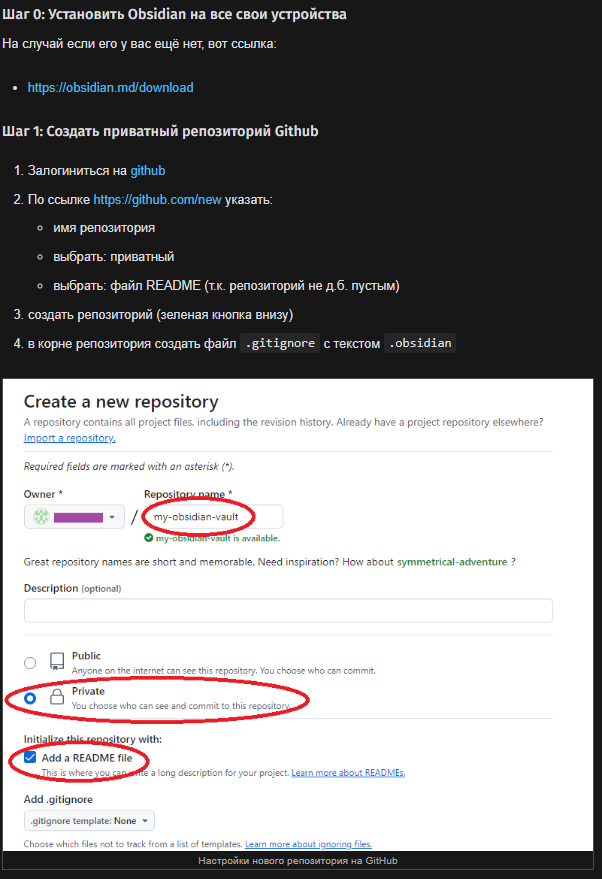 Шаг 0: Установить Obsidian на все свои устройства
На случай если его у вас ещё нет, вот ссылка:
• https://obsidian.md/download
Шаг 1: Создать приватный репозиторий Github
1. Залогиниться на github
2. По ссылке https://github.com/new указать:
имя репозитория
выбрать: приватный
выбрать: файл README (т.к. репозиторий не д.б. пустым)
3. создать репозиторий (зеленая кнопка внизу)
4. в корне репозитория создать файл .gitignore с текстом .obsidian
Create a new repository
A repository contains all project files, including the revision history. Already have a project repository elsewhere?
Import a repository.
Required fields are marked with an asterisk (*).
Owner * Repository name *
/ my-obsidian-vault
my-obsidian-vault is available.
Great repository names are short and memorable. Need inspiration? How about symmetrical-adventure ?
Description (optional)
Public
Anyone on the internet can see this repository. You choose who can commit.
Private
You choose who can see and commit to this repository.
Initialize this repository with:
Add a README file
This is where you can write a long description for your project. Learn more about READMEs.
Add .gitignore
.gitignore template: None
Choose which files not to track from a list of templates. Learn more about ignoring files.
Настройки нового репозитория на GitHub